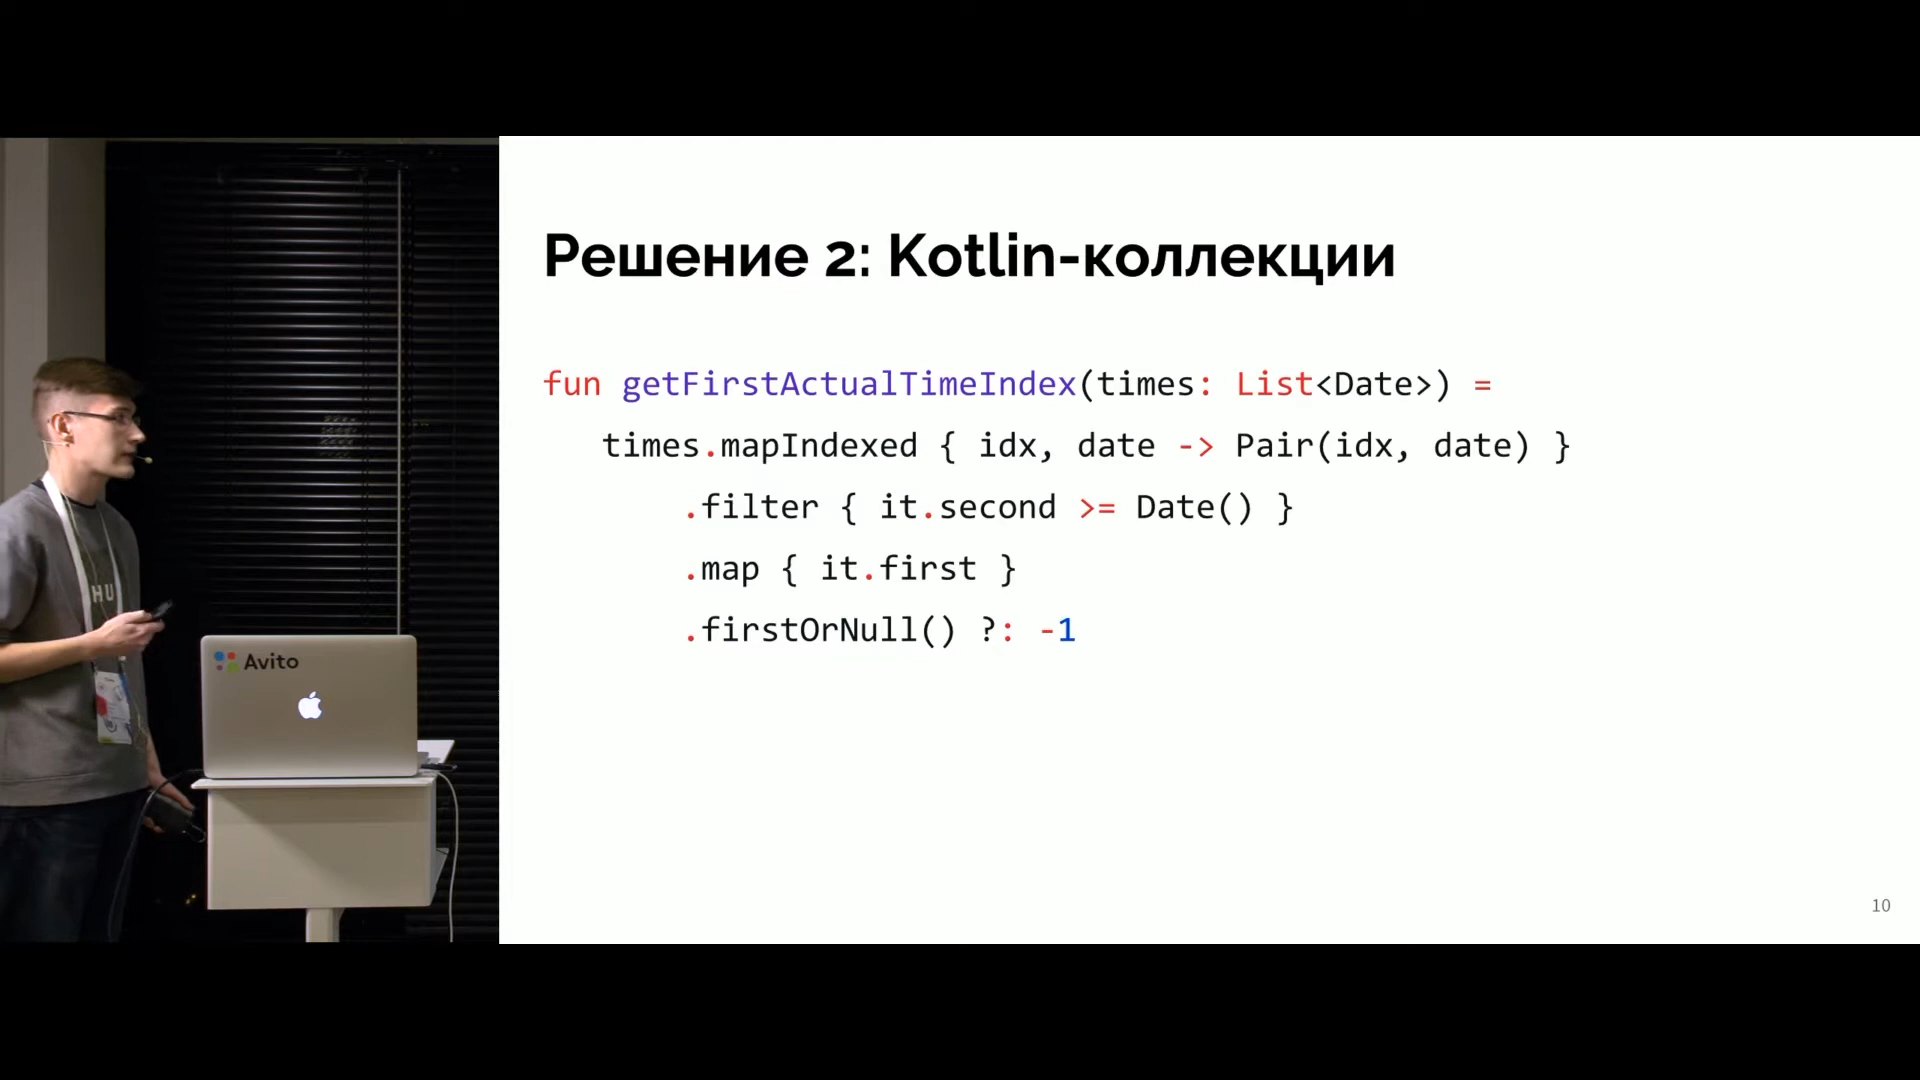 Решение 2: Kotlin-коллекции
fun getFirstActualTimeIndex(times: List<Date>) =
times.mapIndexed { idx, date -> Pair(idx, date) }
.filter { it.second >= Date() }
.map { it.first }
.firstOrNull() ?: -1
10
HU
Avito